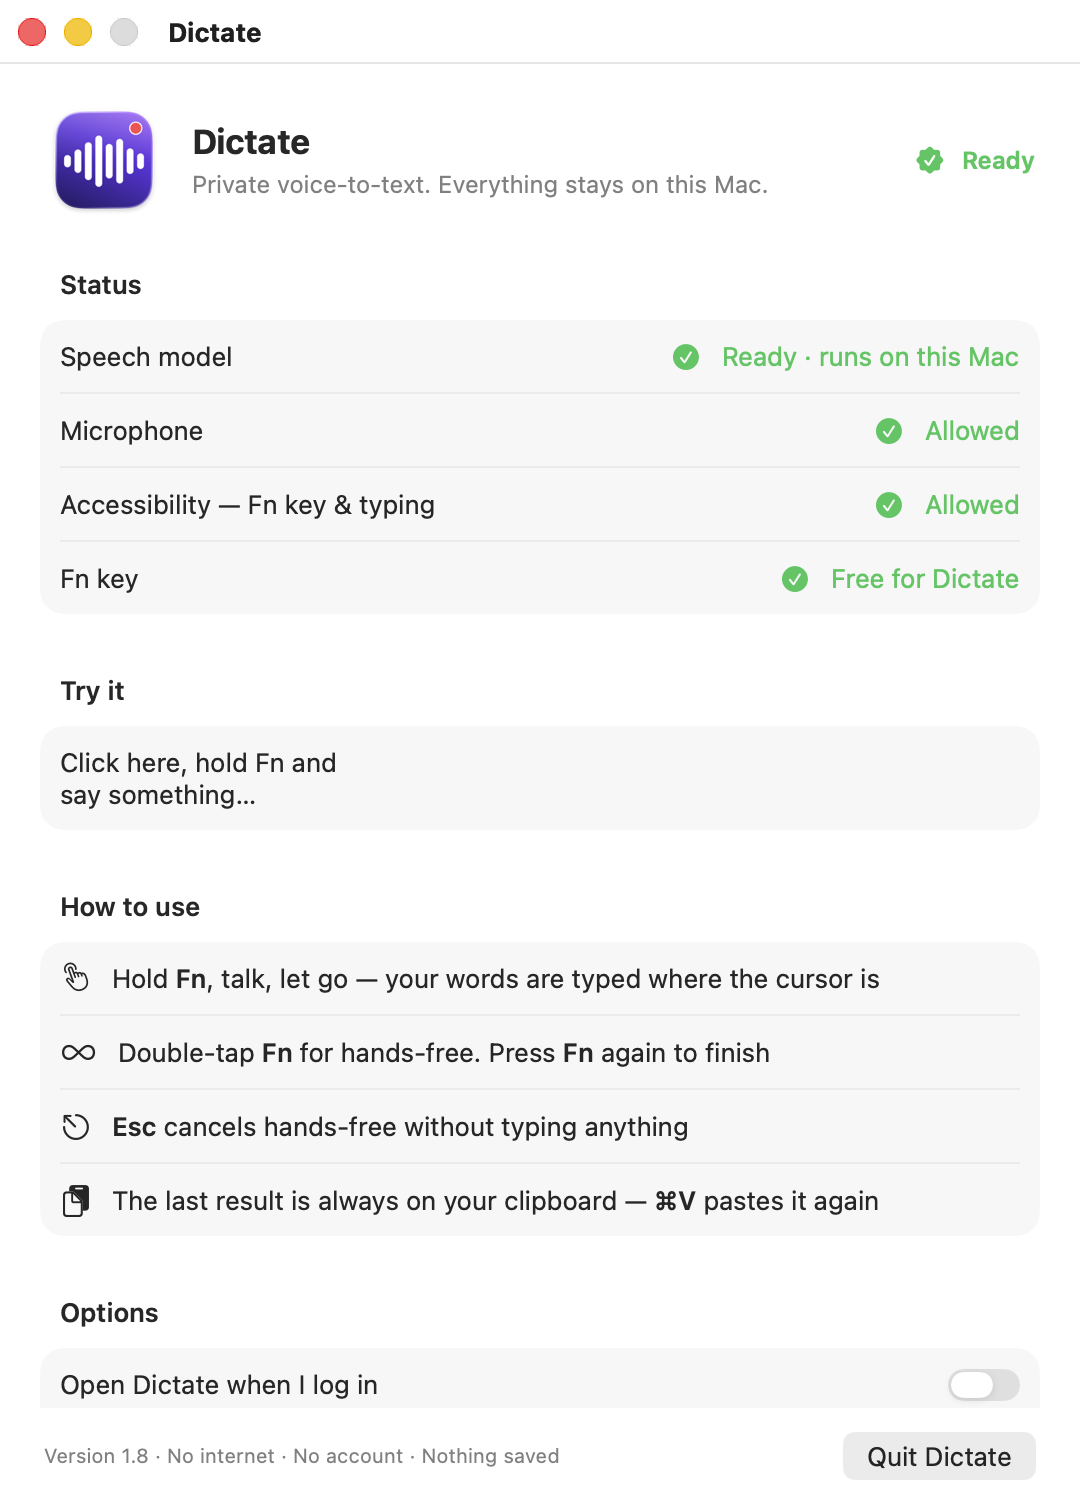 Dictate
Dictate
Private voice-to-text. Everything stays on this Mac.
Ready
Status
Speech model
Ready · runs on this Mac
Microphone
Allowed
Accessibility — Fn key & typing
Allowed
Fn key
Free for Dictate
Try it
Click here, hold Fn and
say something...
How to use
Hold Fn, talk, let go — your words are typed where the cursor is
Double-tap Fn for hands-free. Press Fn again to finish
Esc cancels hands-free without typing anything
The last result is always on your clipboard — ⌘V pastes it again
Options
Open Dictate when I log in
Version 1.8 · No internet · No account · Nothing saved
Quit Dictate